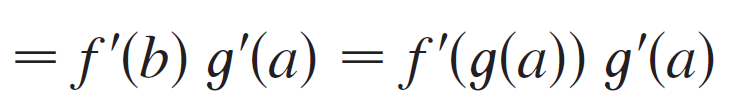 = f′(b) g′(a) = f′(g(a)) g′(a)